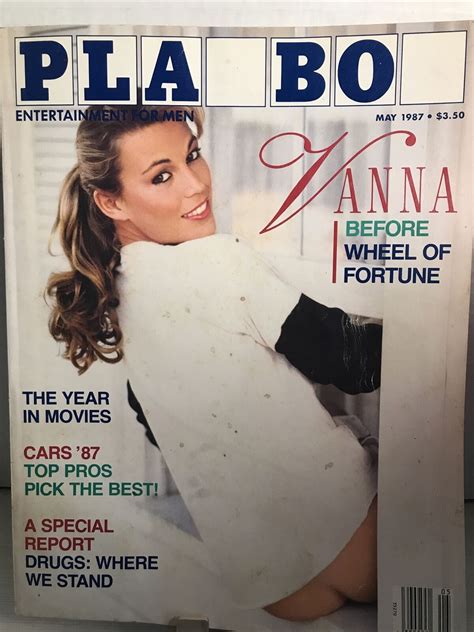 PLA BO
ENTERTAINMENT FOR MEN
MAY 1987 • $3.50
VANNA
BEFORE
WHEEL OF
FORTUNE
THE YEAR
IN MOVIES
CARS '87
TOP PROS
PICK THE BEST!
A SPECIAL
REPORT
DRUGS: WHERE
WE STAND
05